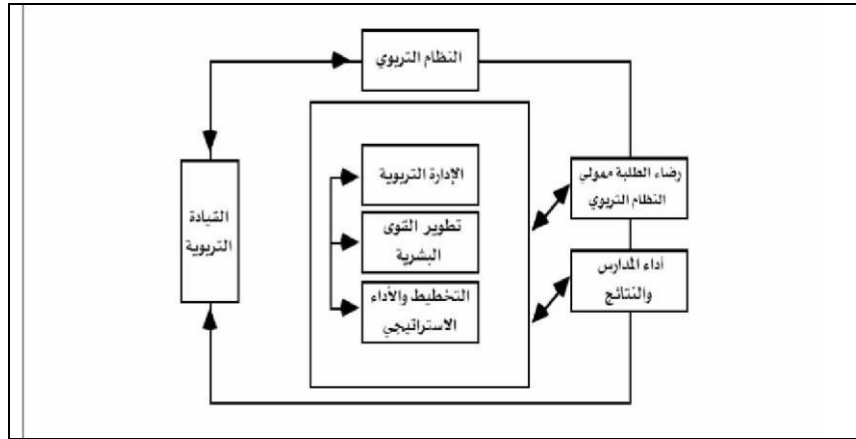 النظام التربوي
الإدارة التربوية
تطوير القوى
البشرية
التخطيط والأداء
الاستراتيجي
رضاء الطلبة ممولي
النظام التربوي
أداء المدارس
والنتائج
القيادة
التربوية